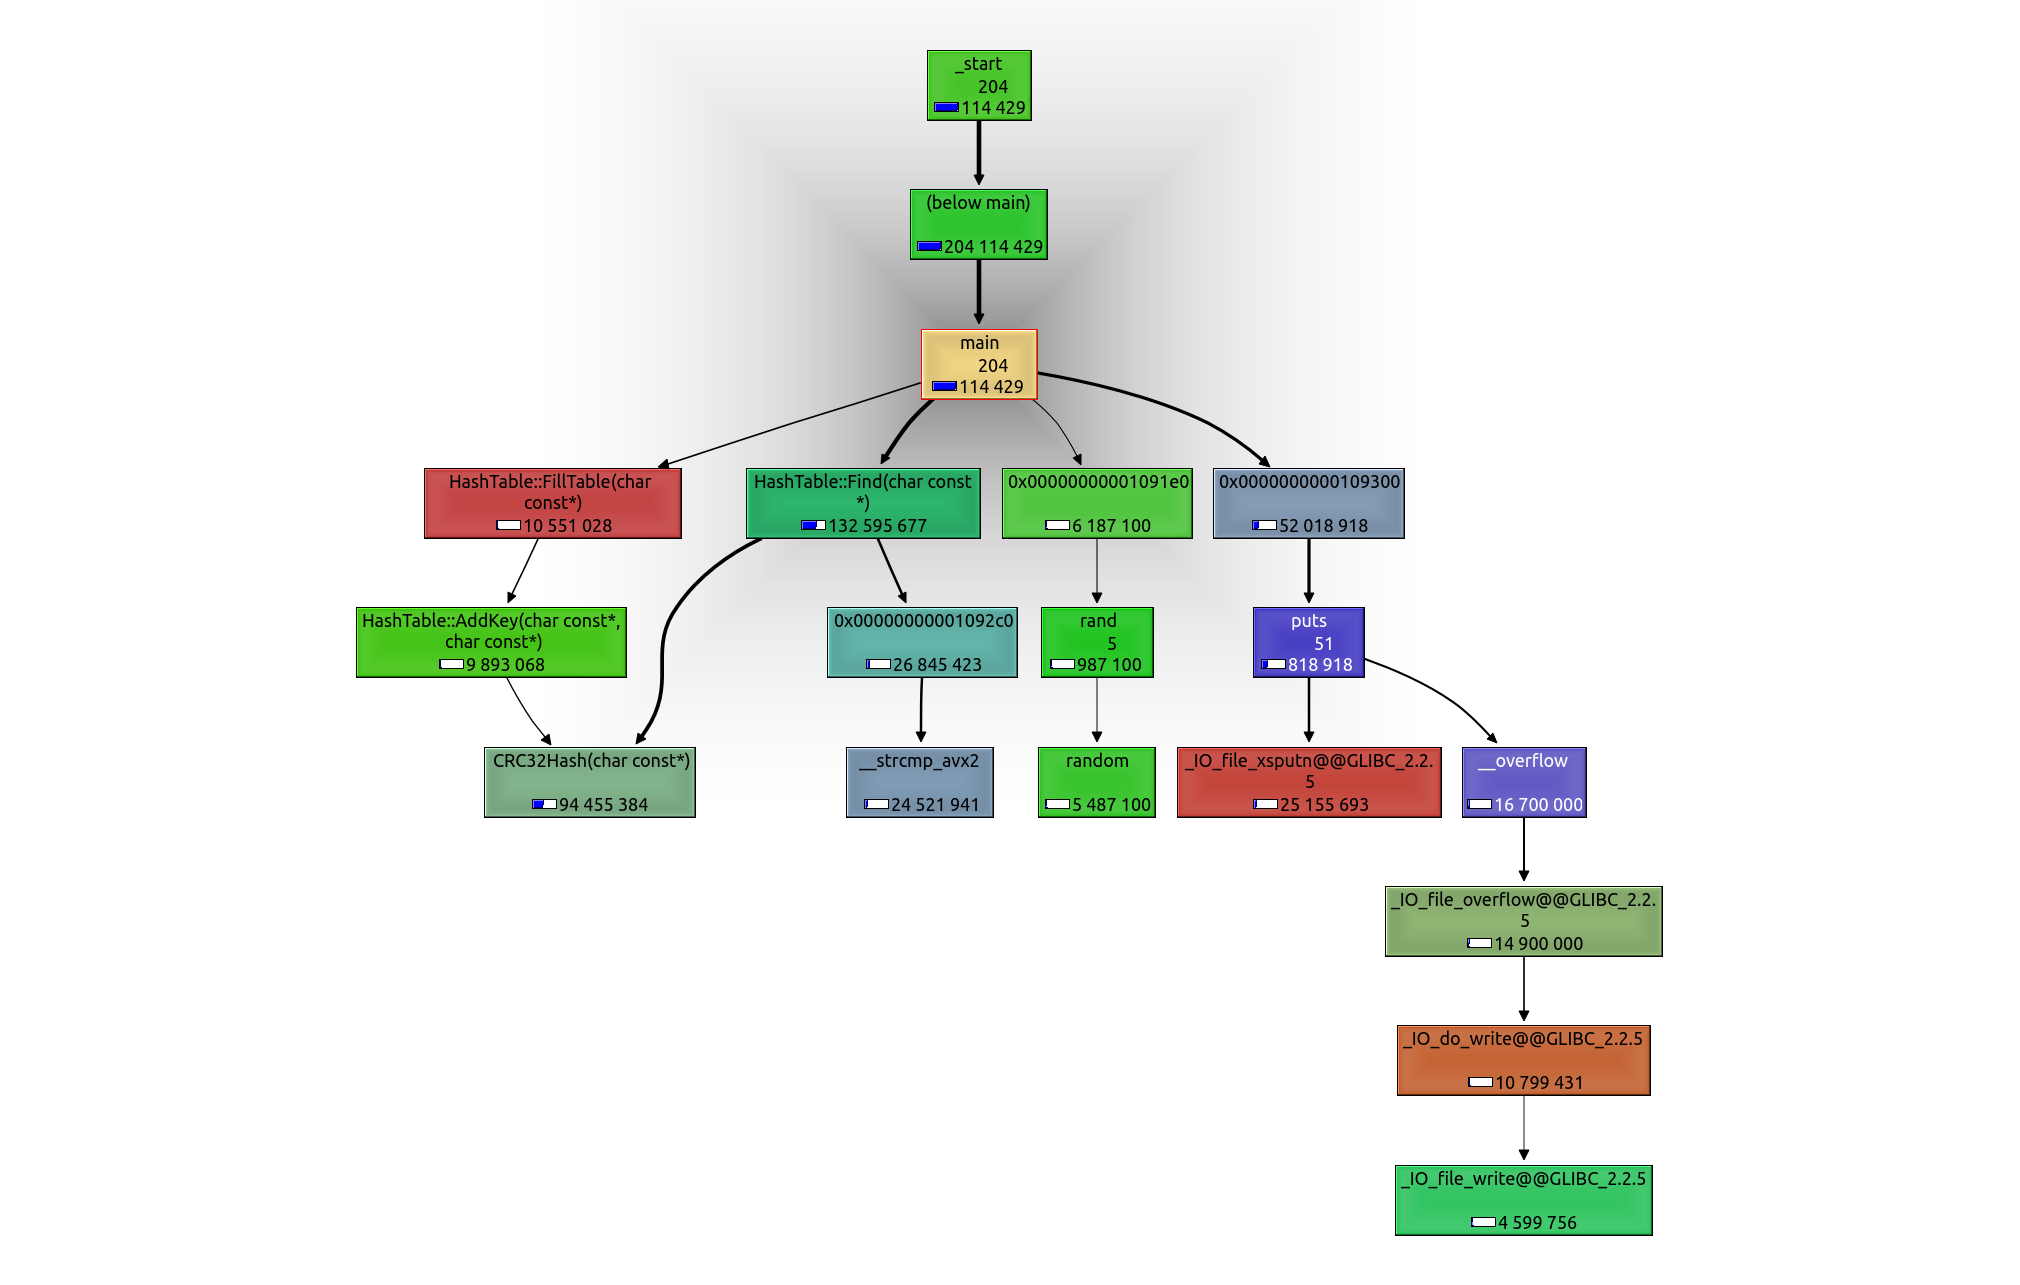 _start
204
114 429
(below main)
204 114 429
main
204
114 429
HashTable::FillTable(char
const*)
10 551 028
HashTable::Find(char const
*)
132 595 677
0x00000000001091e0
6 187 100
0x0000000000109300
52 018 918
HashTable::AddKey(char const*,
char const*)
9 893 068
0x00000000001092c0
26 845 423
rand
5
987 100
puts
51
818 918
CRC32Hash(char const*)
94 455 384
__strcmp_avx2
24 521 941
random
5 487 100
_IO_file_xsputn@@GLIBC_2.2.
5
25 155 693
__overflow
16 700 000
_IO_file_overflow@@GLIBC_2.2.
5
14 900 000
_IO_do_write@@GLIBC_2.2.5
10 799 431
_IO_file_write@@GLIBC_2.2.5
4 599 756